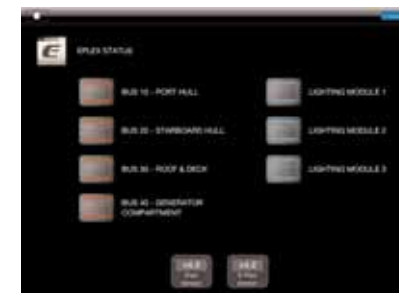 EPLEX STATUS
BUS 10 - PORT HULL
LIGHTING MODULE 1
BUS 20 - STARBOARD HULL
LIGHTING MODULE 2
BUS 30 - ROOF & DECK
LIGHTING MODULE 3
BUS 40 - GENERATOR
COMPARTMENT